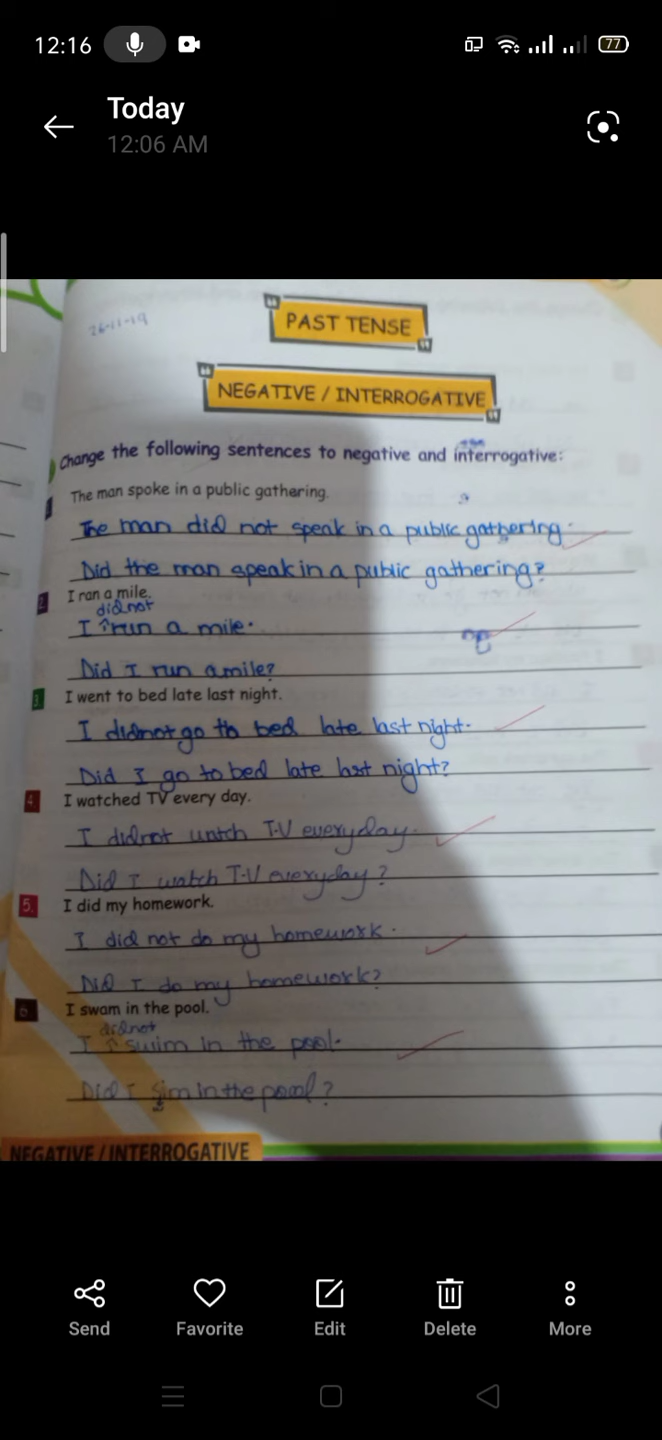 12:16
77
Today
12:06 AM
26-11-19
PAST TENSE
NEGATIVE / INTERROGATIVE
Change the following sentences to negative and interrogative:
The man spoke in a public gathering.
The man did not speak in a public gathering.
Did the man speak in a public gathering?
2. I ran a mile.
did not
I ^ run a mile.
Did I run a mile?
3. I went to bed late last night.
I did not go to bed late last night.
Did I go to bed late last night?
4. I watched TV every day.
I did not watch T.V everyday.
Did I watch T.V everyday?
5. I did my homework.
I did not do my homework.
Did I do my homework?
6. I swam in the pool.
did not
I ^ swim in the pool.
Did I sim in the pool?
NEGATIVE / INTERROGATIVE
Send Favorite Edit Delete More